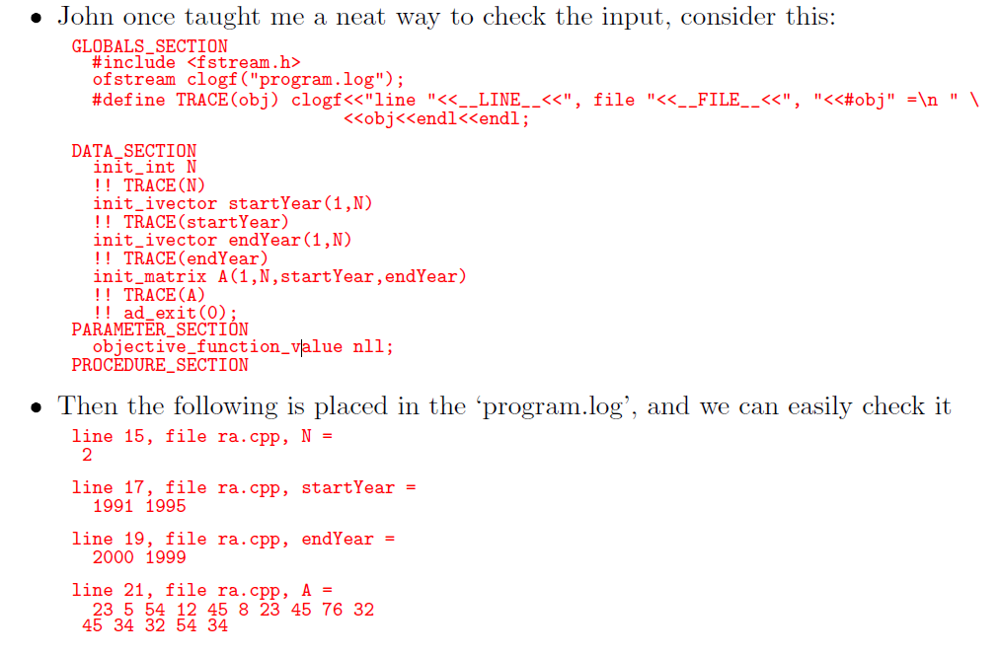 • John once taught me a neat way to check the input, consider this:
GLOBALS_SECTION
  #include <fstream.h>
  ofstream clogf("program.log");
  #define TRACE(obj) clogf<<"line "<<__LINE__<<", file "<<__FILE__<<", "<<#obj" =\n " \
                          <<obj<<endl<<endl;
DATA_SECTION
  init_int N
  !! TRACE(N)
  init_ivector startYear(1,N)
  !! TRACE(startYear)
  init_ivector endYear(1,N)
  !! TRACE(endYear)
  init_matrix A(1,N,startYear,endYear)
  !! TRACE(A)
  !! ad_exit(0);
PARAMETER_SECTION
  objective_function_value nll;
PROCEDURE_SECTION
• Then the following is placed in the ‘program.log’, and we can easily check it
line 15, file ra.cpp, N =
 2
line 17, file ra.cpp, startYear =
  1991 1995
line 19, file ra.cpp, endYear =
  2000 1999
line 21, file ra.cpp, A =
  23 5 54 12 45 8 23 45 76 32
 45 34 32 54 34